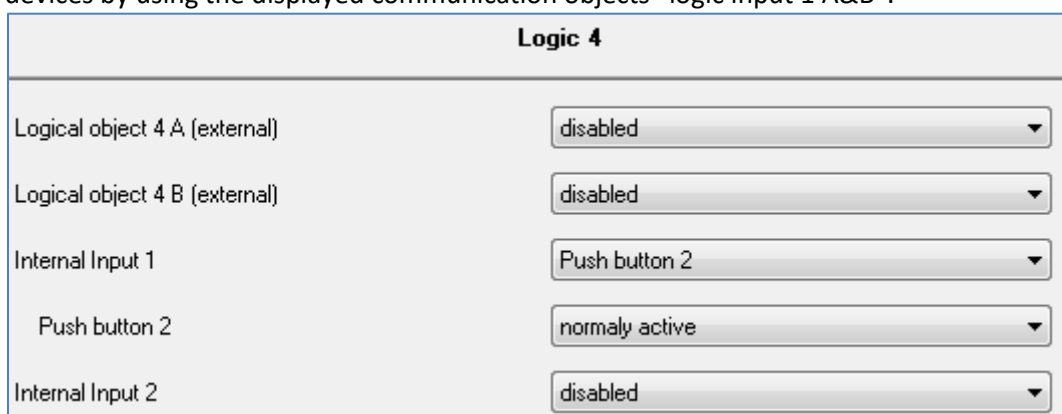 devices by using the displayed communication objects "logic input 1 A&B".
Logic 4
Logical object 4 A (external) disabled
Logical object 4 B (external) disabled
Internal Input 1 Push button 2
Push button 2 normaly active
Internal Input 2 disabled